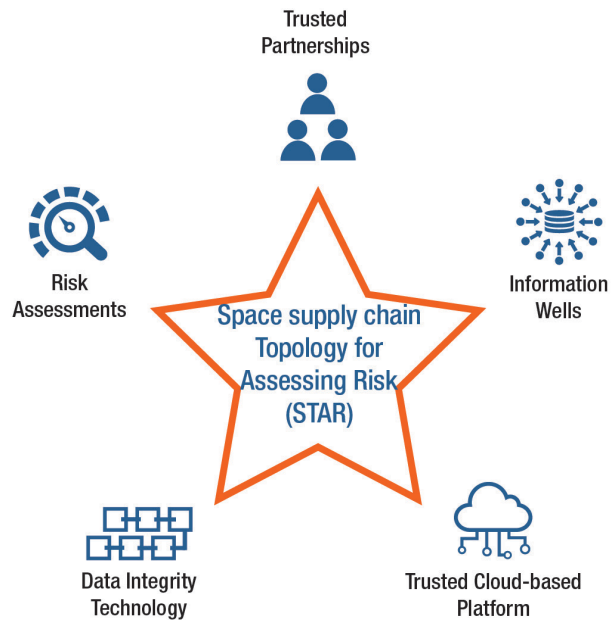 Trusted
Partnerships
Risk
Assessments
Information
Wells
Space supply chain
Topology for
Assessing Risk
(STAR)
Data Integrity
Technology
Trusted Cloud-based
Platform